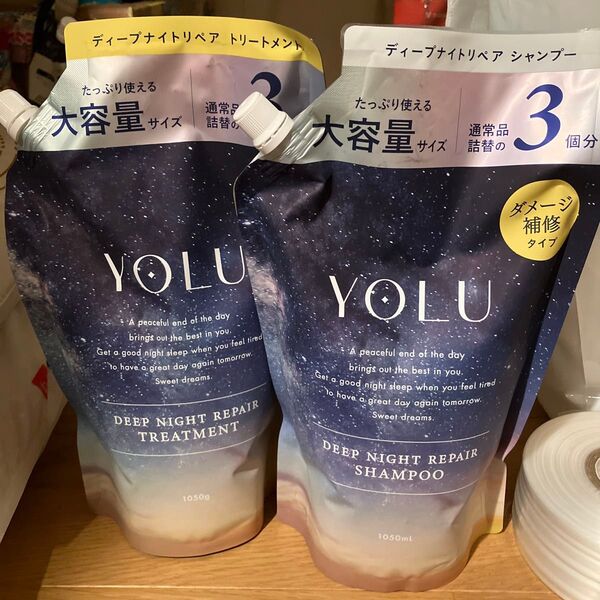 ディープナイトリペア トリートメント
たっぷり使える
大容量サイズ
通常品
詰替の
3
YOLU
A peaceful end of the day
brings out the best in you.
Get a good night sleep when you feel tired
to have a great day again tomorrow.
Sweet dreams.
DEEP NIGHT REPAIR
TREATMENT
1050g
ディープナイトリペア シャンプー
たっぷり使える
大容量サイズ
通常品
詰替の
3個分
ダメージ
補修
タイプ
YOLU
A peaceful end of the day
brings out the best in you.
Get a good night sleep when you feel tired
to have a great day again tomorrow.
Sweet dreams.
DEEP NIGHT REPAIR
SHAMPOO
1050mL